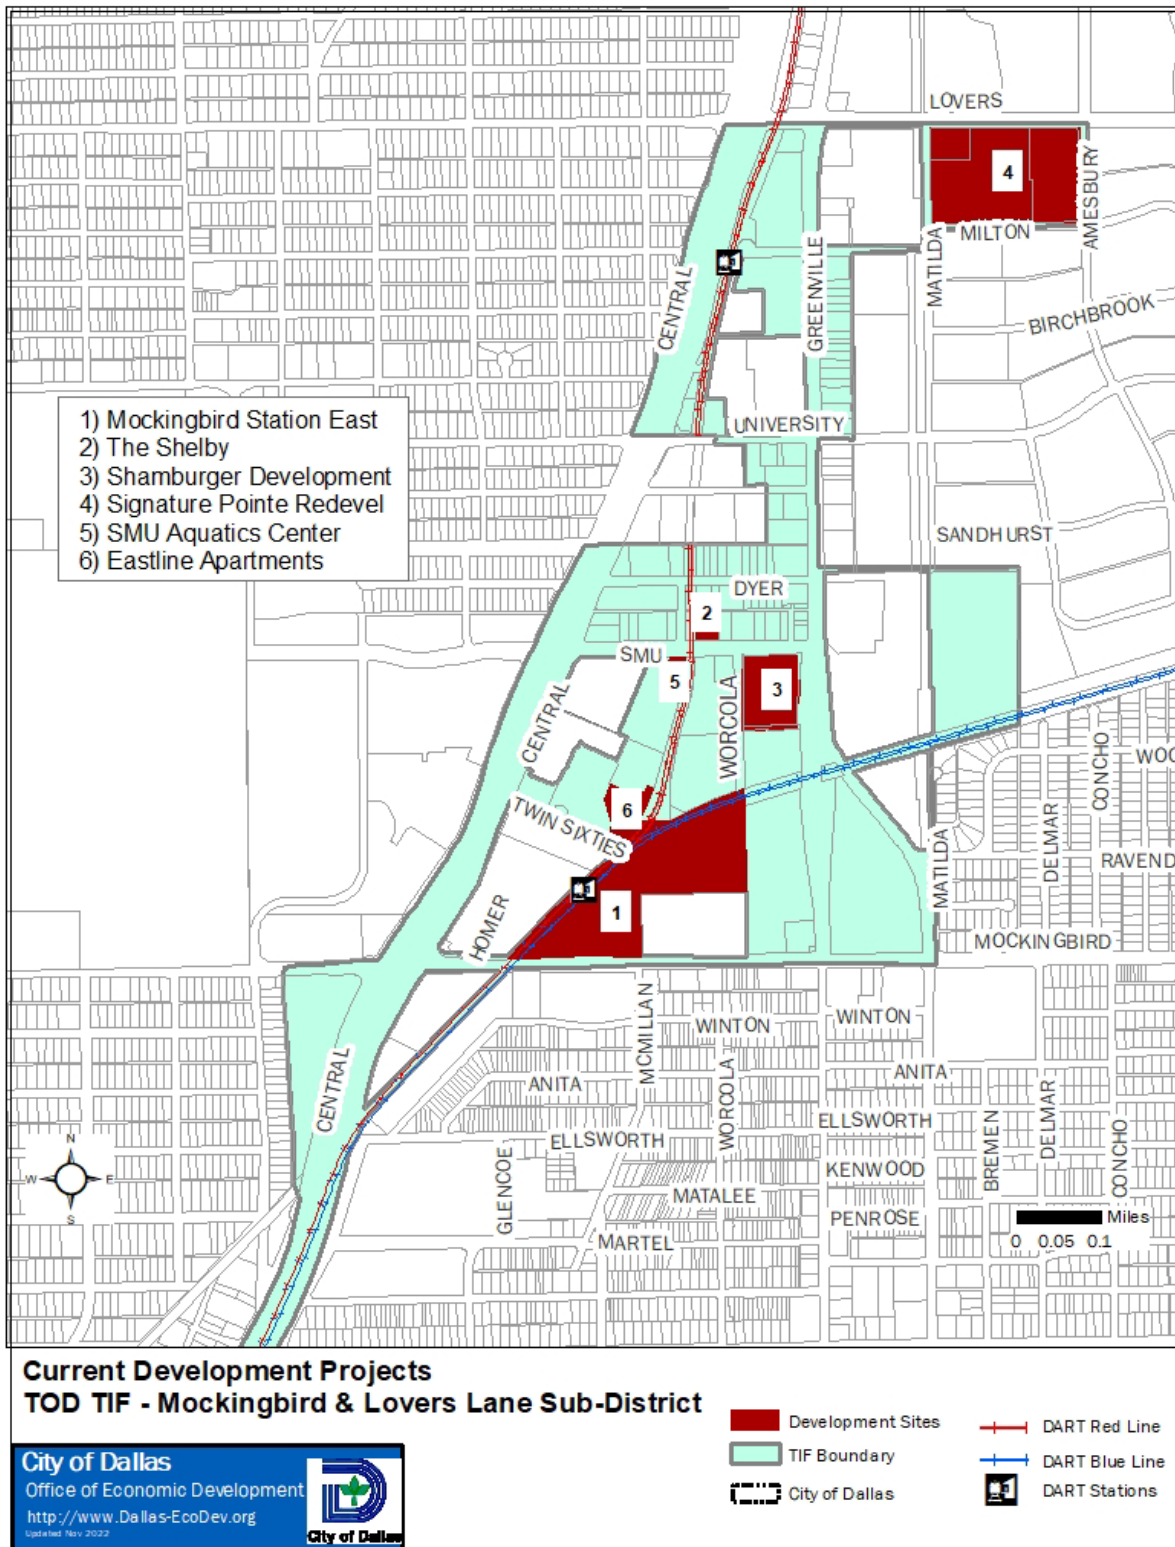 LOVERS
4
AMESBURY
MILTON
MATILDA
GREENVILLE
CENTRAL
BIRCHBROOK
1) Mockingbird Station East
2) The Shelby
3) Shamburger Development
4) Signature Pointe Redevel
5) SMU Aquatics Center
6) Eastline Apartments
UNIVERSITY
SANDHURST
DYER
2
SMU
5
3
WORCOLA
CENTRAL
CONCHO
WOO
6
TWIN SIXTIES
DELMAR
MATILDA
RAVEND
1
HOMER
MOCKINGBIRD
MCMILLAN
WINTON
WINTON
CENTRAL
ANITA
WORCOLA
ANITA
ELLSWORTH
ELLSWORTH
BREMEN
DELMAR
CONCHO
N
W
E
S
GLENCOE
KENWOOD
MATALEE
PENROSE
MARTEL
Miles
0 0.05 0.1
Current Development Projects
TOD TIF - Mockingbird & Lovers Lane Sub-District
City of Dallas
Office of Economic Development
http://www.Dallas-EcoDev.org
Updated Nov 2022
City of Dallas
Development Sites
TIF Boundary
City of Dallas
DART Red Line
DART Blue Line
DART Stations